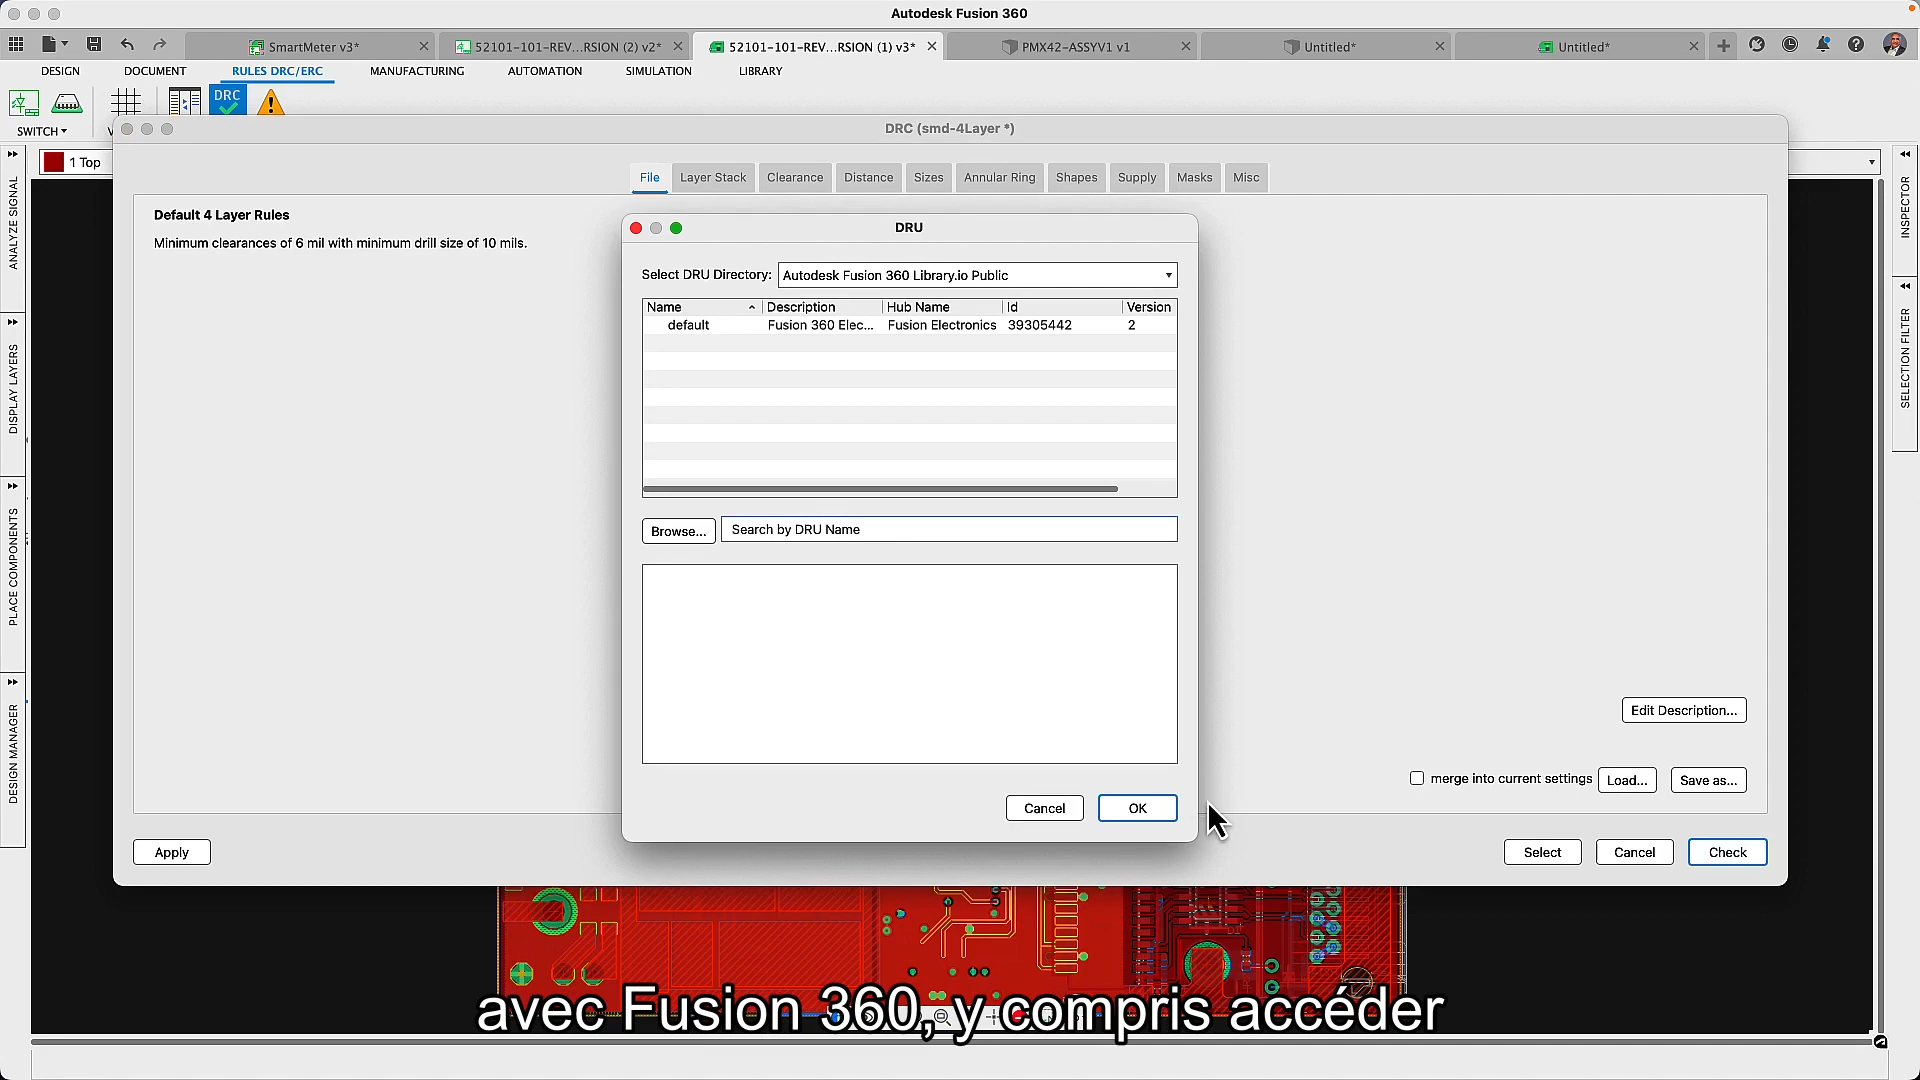 Autodesk Fusion 360
SmartMeter v3*
52101-101-REV...RSION (2) v2*
52101-101-REV...RSION (1) v3*
PMX42-ASSYV1 v1
Untitled*
Untitled*
DESIGN
DOCUMENT
RULES DRC/ERC
MANUFACTURING
AUTOMATION
SIMULATION
LIBRARY
DRC
SWITCH
DRC (smd-4Layer *)
1 Top
File
Layer Stack
Clearance
Distance
Sizes
Annular Ring
Shapes
Supply
Masks
Misc
Default 4 Layer Rules
Minimum clearances of 6 mil with minimum drill size of 10 mils.
DRU
Select DRU Directory:
Autodesk Fusion 360 Library.io Public
Name
Description
Hub Name
Id
Version
default
Fusion 360 Elec...
Fusion Electronics
39305442
2
Browse...
Search by DRU Name
Cancel
OK
Edit Description...
merge into current settings
Load...
Save as...
Apply
Select
Cancel
Check
ANALYZE SIGNAL
DISPLAY LAYERS
PLACE COMPONENTS
DESIGN MANAGER
INSPECTOR
SELECTION FILTER
avec Fusion 360, y compris accéder